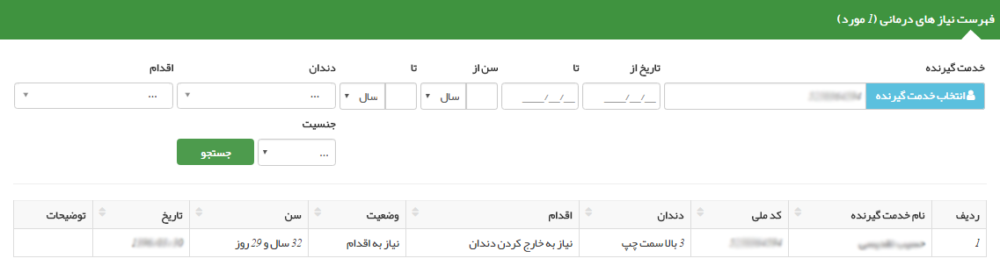 فهرست نیاز های درمانی (1 مورد)
خدمت گیرنده تاریخ از تا سن از تا دندان اقدام
انتخاب خدمت گیرنده __/__/____ __/__/____ سال سال ... ...
جنسیت
... جستجو
ردیف نام خدمت گیرنده کد ملی دندان اقدام وضعیت سن تاریخ توضیحات
1 3 بالا سمت چپ نیاز به خارج کردن دندان نیاز به اقدام 32 سال و 29 روز